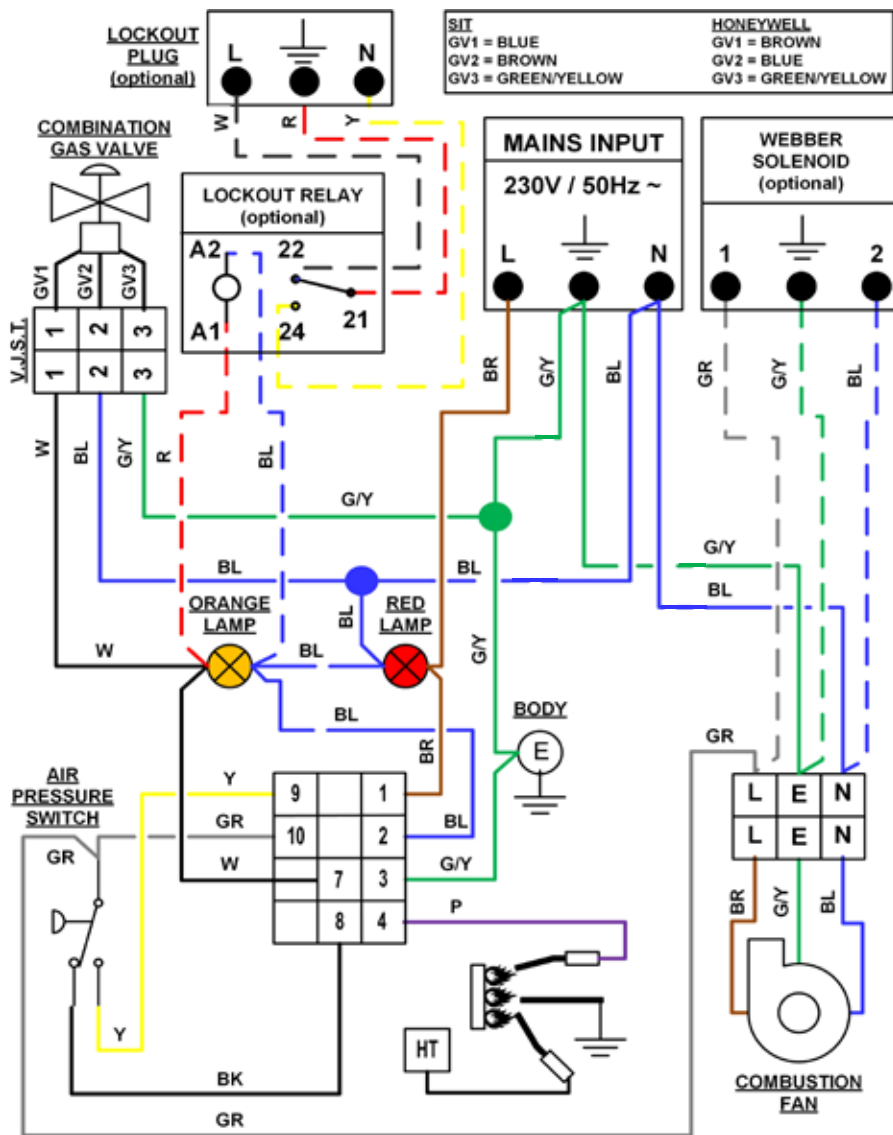 LOCKOUT
PLUG
(optional)
L
N
W
R
Y
SIT
GV1 = BLUE
GV2 = BROWN
GV3 = GREEN/YELLOW
HONEYWELL
GV1 = BROWN
GV2 = BLUE
GV3 = GREEN/YELLOW
COMBINATION
GAS VALVE
GV1
GV2
GV3
V.J.S.T.
1
2
3
1
2
3
LOCKOUT RELAY
(optional)
A2
22
A1
24
21
MAINS INPUT
230V / 50Hz ~
L
N
WEBBER
SOLENOID
(optional)
1
2
W
BL
G/Y
R
BL
BR
G/Y
BL
GR
G/Y
BL
G/Y
BL
BL
G/Y
BL
ORANGE
LAMP
RED
LAMP
BL
W
BL
G/Y
BL
BR
BODY
E
GR
AIR
PRESSURE
SWITCH
Y
GR
W
GR
9
1
10
2
7
3
8
4
BL
G/Y
P
L
E
N
L
E
N
BR
G/Y
BL
Y
BK
GR
HT
COMBUSTION
FAN